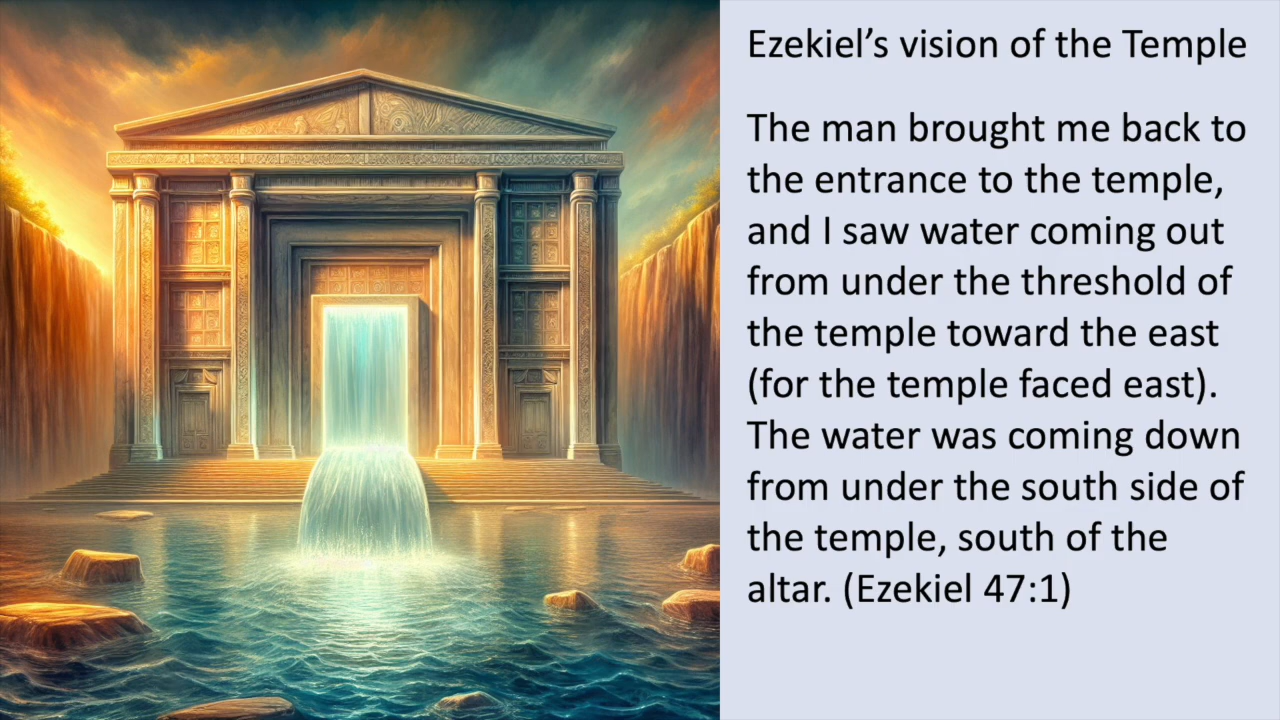 Ezekiel’s vision of the Temple
The man brought me back to
the entrance to the temple,
and I saw water coming out
from under the threshold of
the temple toward the east
(for the temple faced east).
The water was coming down
from under the south side of
the temple, south of the
altar. (Ezekiel 47:1)